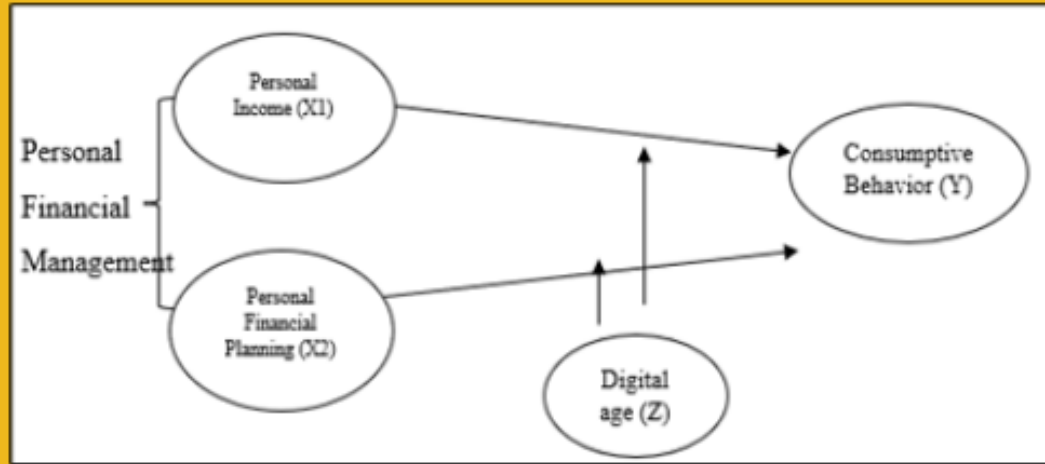 Personal
Financial
Management
Personal
Income (X1)
Personal
Financial
Planning (X2)
Consumptive
Behavior (Y)
Digital
age (Z)